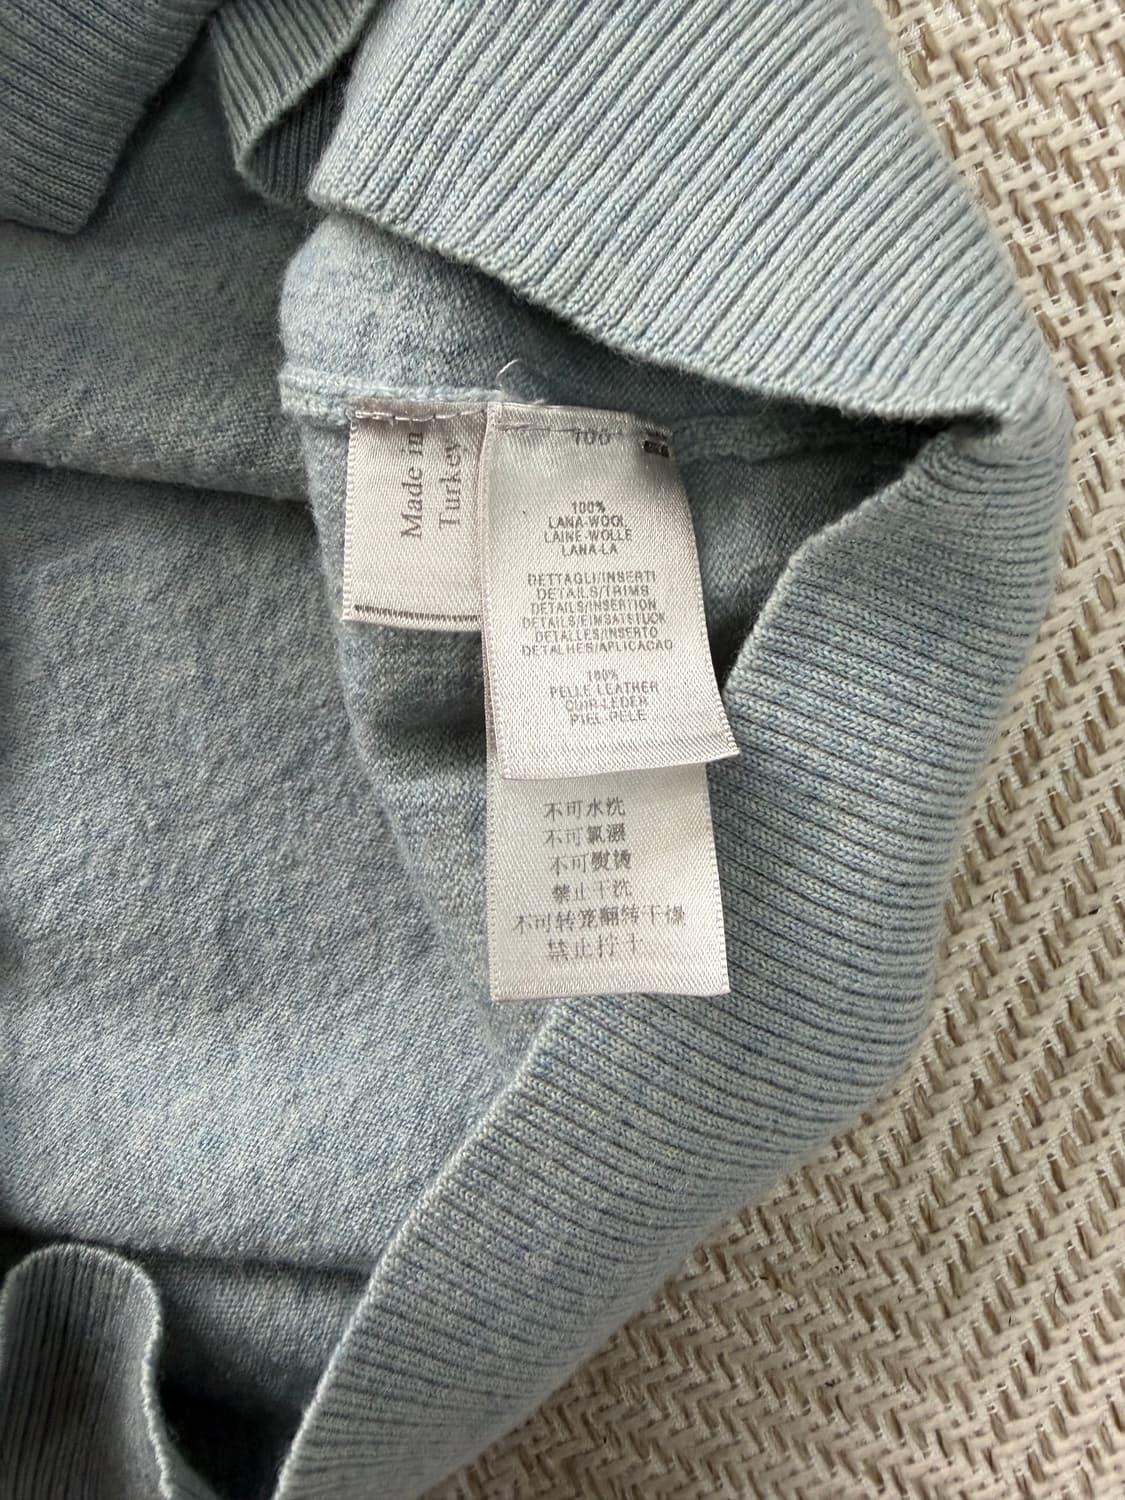 Made in
Turkey
100
100%
LANA-WOOL
LAINE-WOLLE
LANA-LA
DETTAGLI/INSERTI
DETAILS/TRIMS
DETAILS/INSERTION
DETAILS/EIMSATSTUCK
DETALLES/INSERTO
DETALHES/APLICACAO
100%
PELLE LEATHER
CUIR-LEDER
PIEL-PELE
不可水洗
不可氯漂
不可熨烫
禁止干洗
不可转笼翻转干燥
禁止拧干